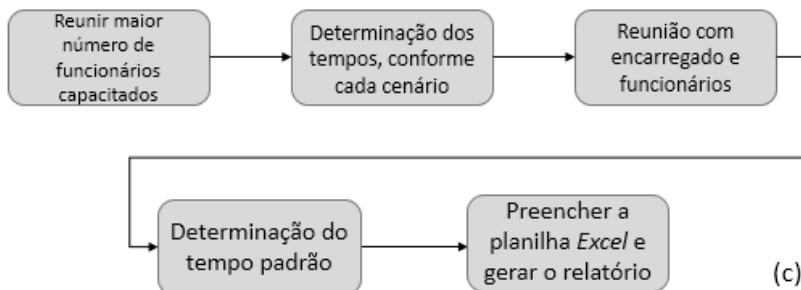 Reunir maior
número de
funcionários
capacitados
Determinação dos
tempos, conforme
cada cenário
Reunião com
encarregado e
funcionários
Determinação do
tempo padrão
Preencher a
planilha Excel e
gerar o relatório
(c)